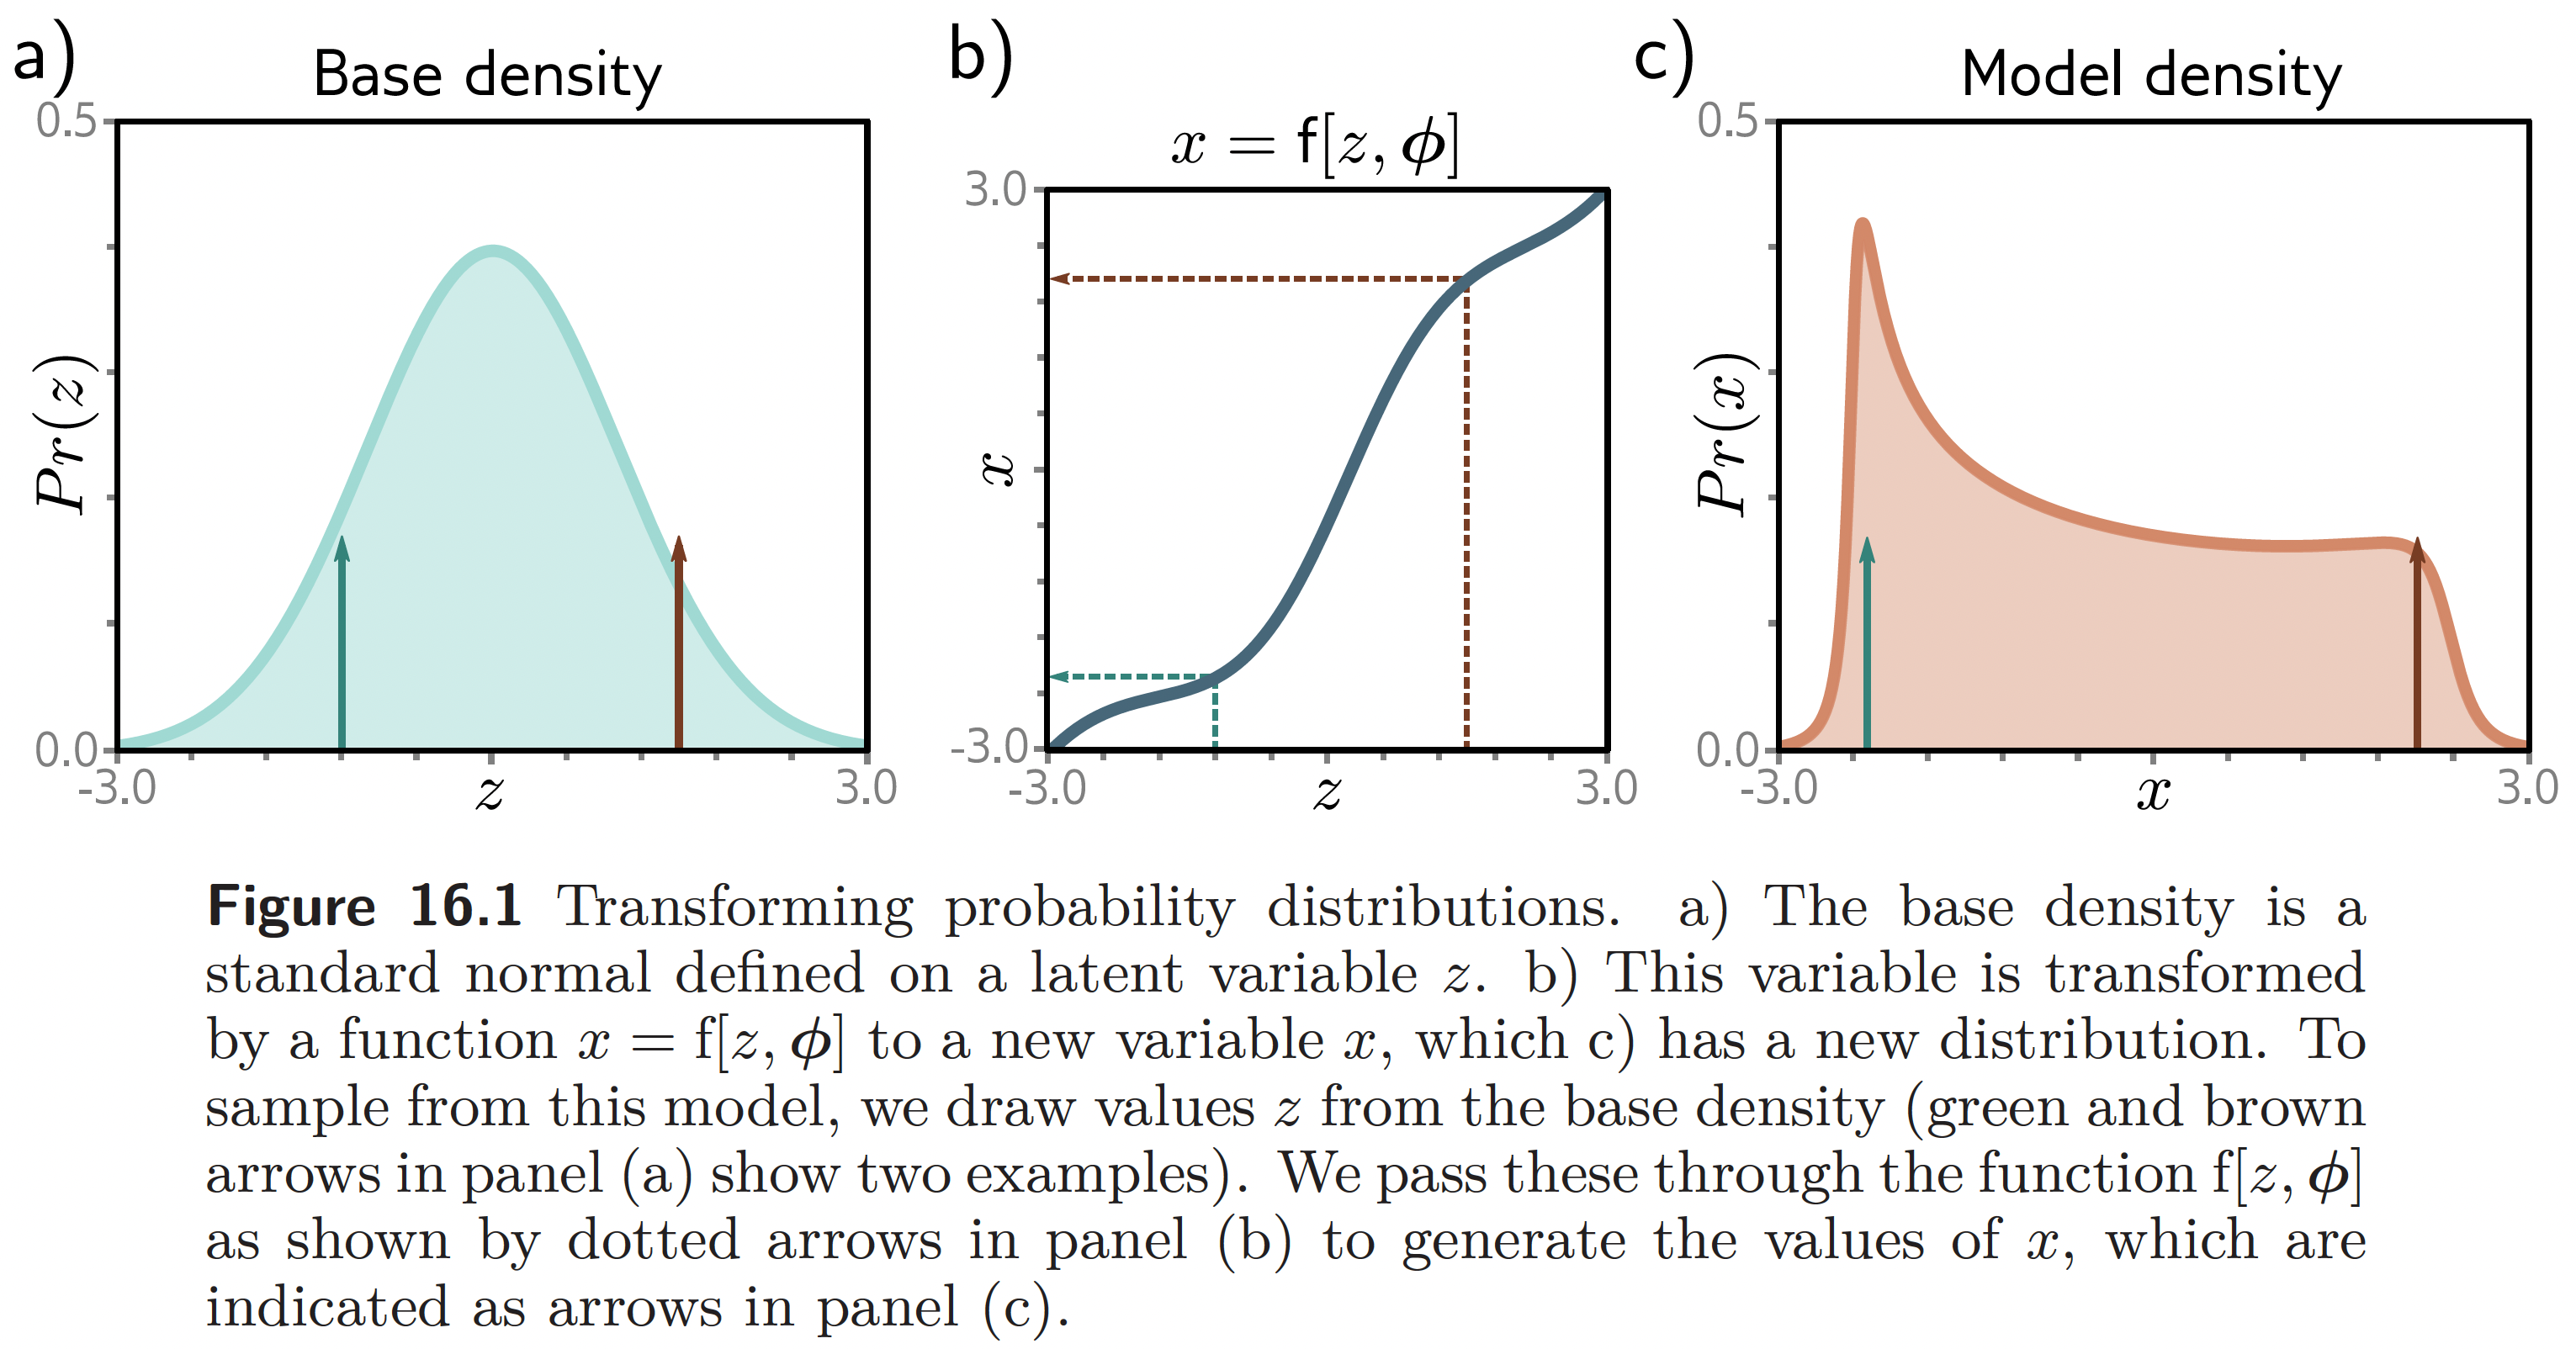 a)
Base density
0.5
Pr(z)
0.0
-3.0
z
3.0
b)
x = f[z, ϕ]
3.0
x
-3.0
-3.0
z
3.0
c)
Model density
0.5
Pr(x)
0.0
-3.0
x
3.0
Figure 16.1 Transforming probability distributions. a) The base density is a
standard normal defined on a latent variable z. b) This variable is transformed
by a function x = f[z, ϕ] to a new variable x, which c) has a new distribution. To
sample from this model, we draw values z from the base density (green and brown
arrows in panel (a) show two examples). We pass these through the function f[z, ϕ]
as shown by dotted arrows in panel (b) to generate the values of x, which are
indicated as arrows in panel (c).